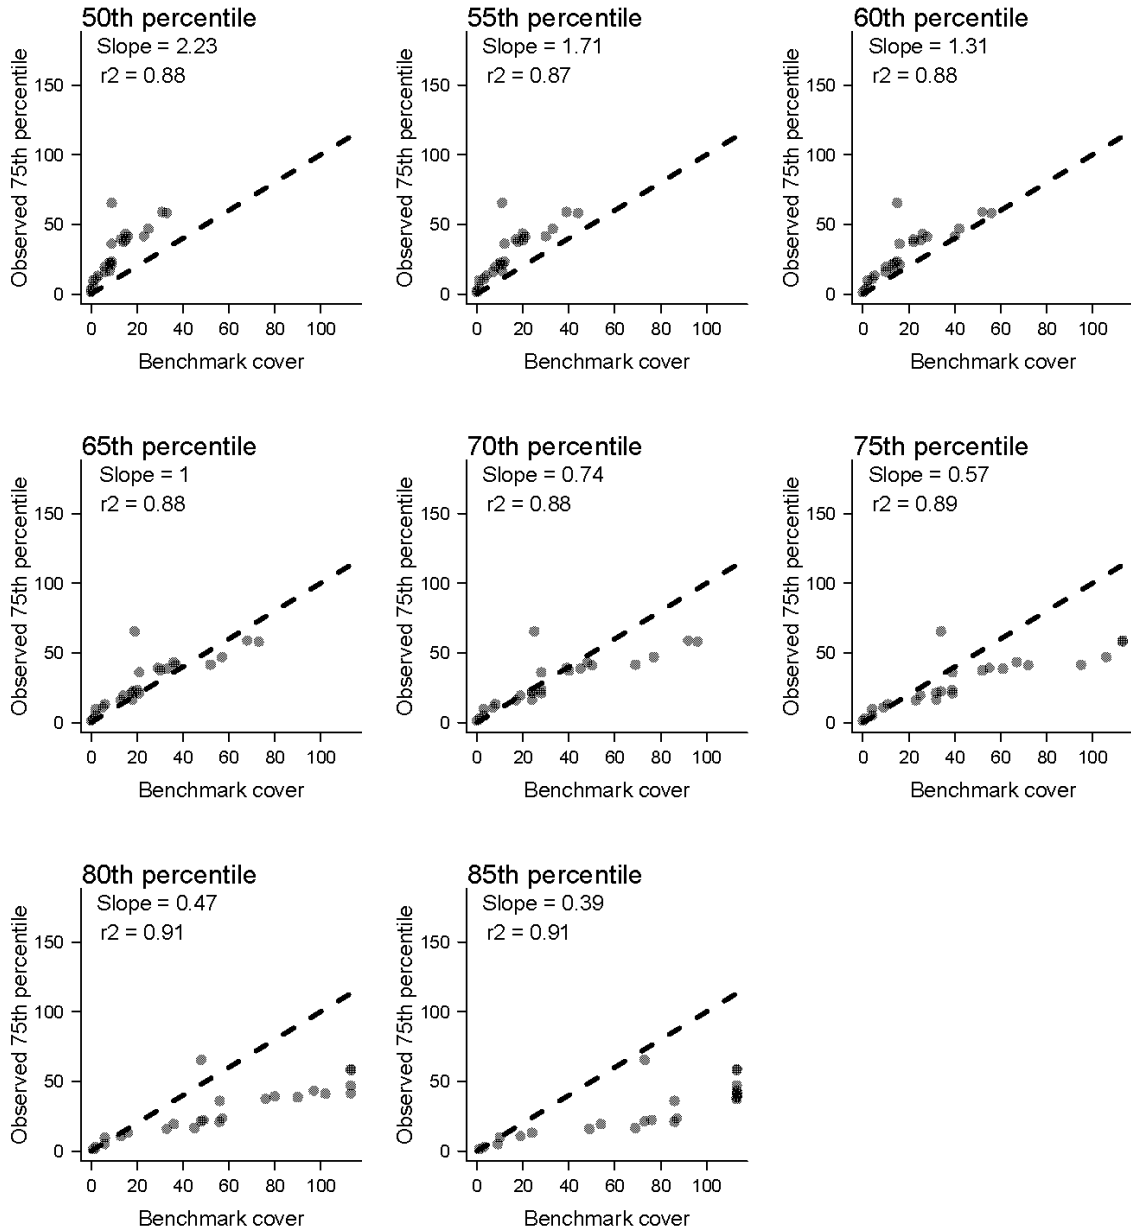 50th percentile
Slope = 2.23
r2 = 0.88
Observed 75th percentile
150
100
50
0
0 20 40 60 80 100
Benchmark cover
55th percentile
Slope = 1.71
r2 = 0.87
Observed 75th percentile
150
100
50
0
0 20 40 60 80 100
Benchmark cover
60th percentile
Slope = 1.31
r2 = 0.88
Observed 75th percentile
150
100
50
0
0 20 40 60 80 100
Benchmark cover
65th percentile
Slope = 1
r2 = 0.88
Observed 75th percentile
150
100
50
0
0 20 40 60 80 100
Benchmark cover
70th percentile
Slope = 0.74
r2 = 0.88
Observed 75th percentile
150
100
50
0
0 20 40 60 80 100
Benchmark cover
75th percentile
Slope = 0.57
r2 = 0.89
Observed 75th percentile
150
100
50
0
0 20 40 60 80 100
Benchmark cover
80th percentile
Slope = 0.47
r2 = 0.91
Observed 75th percentile
150
100
50
0
0 20 40 60 80 100
Benchmark cover
85th percentile
Slope = 0.39
r2 = 0.91
Observed 75th percentile
150
100
50
0
0 20 40 60 80 100
Benchmark cover